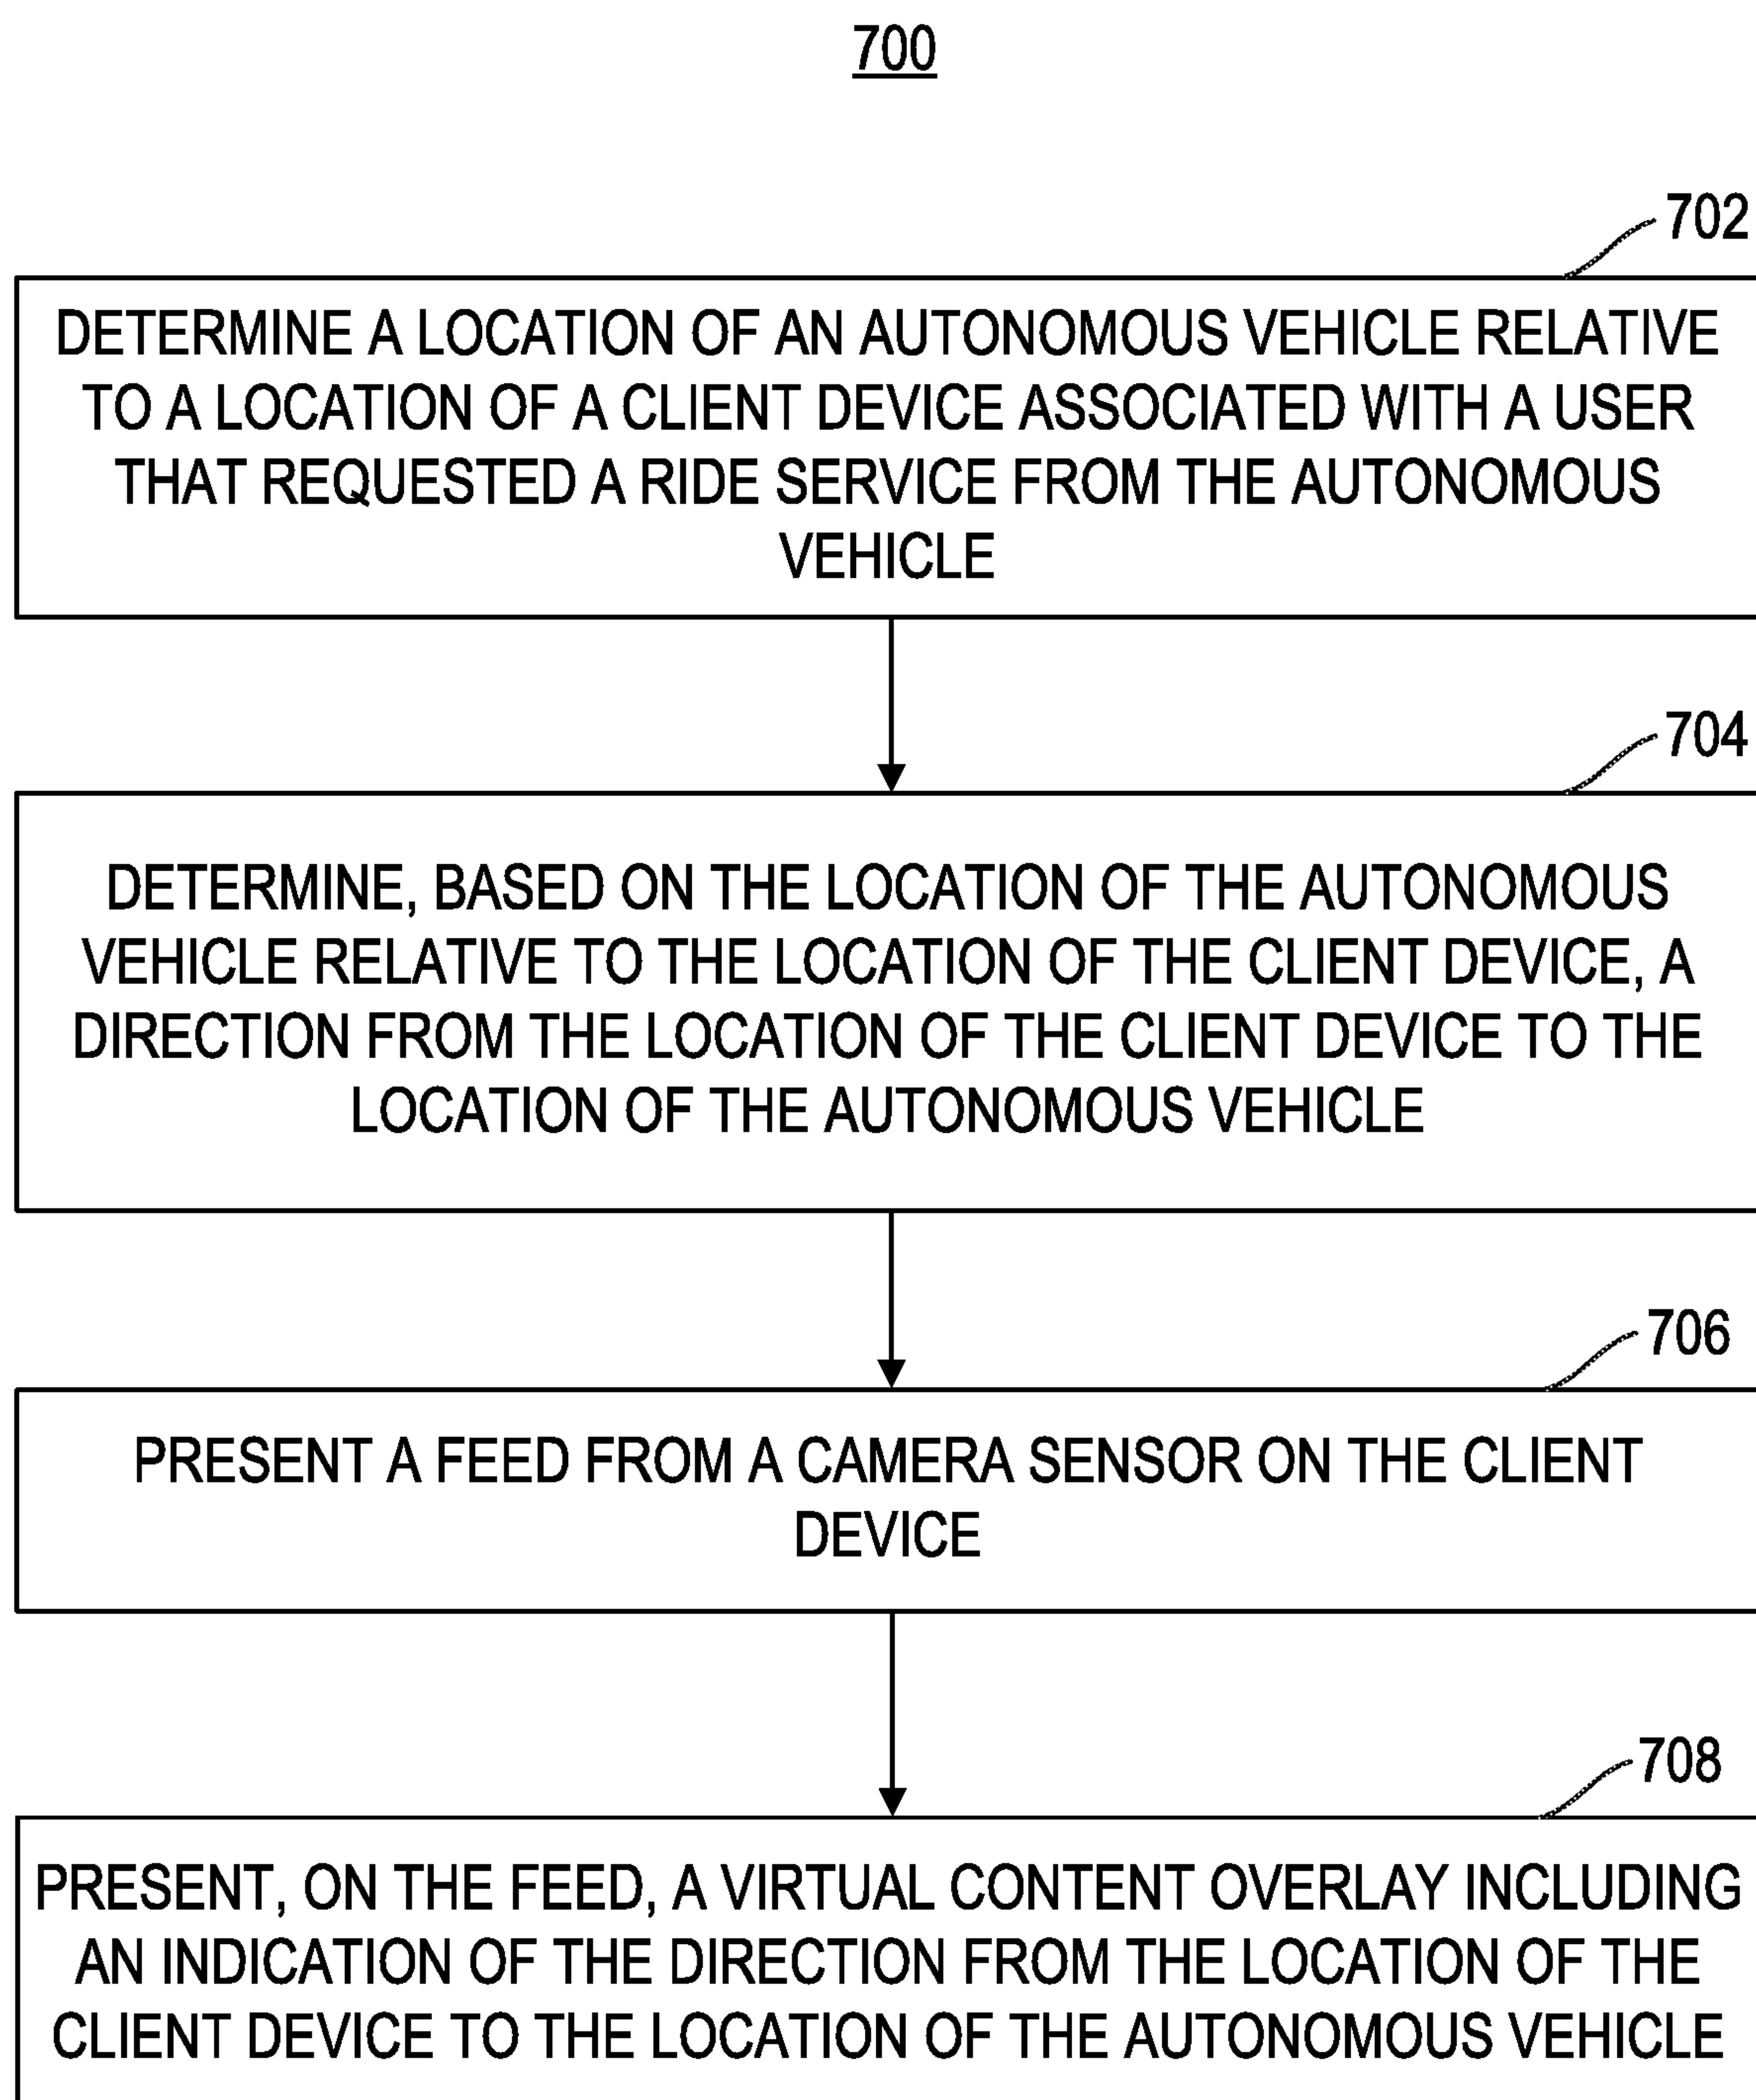 700
702
DETERMINE A LOCATION OF AN AUTONOMOUS VEHICLE RELATIVE
TO A LOCATION OF A CLIENT DEVICE ASSOCIATED WITH A USER
THAT REQUESTED A RIDE SERVICE FROM THE AUTONOMOUS
VEHICLE
704
DETERMINE, BASED ON THE LOCATION OF THE AUTONOMOUS
VEHICLE RELATIVE TO THE LOCATION OF THE CLIENT DEVICE, A
DIRECTION FROM THE LOCATION OF THE CLIENT DEVICE TO THE
LOCATION OF THE AUTONOMOUS VEHICLE
706
PRESENT A FEED FROM A CAMERA SENSOR ON THE CLIENT
DEVICE
708
PRESENT, ON THE FEED, A VIRTUAL CONTENT OVERLAY INCLUDING
AN INDICATION OF THE DIRECTION FROM THE LOCATION OF THE
CLIENT DEVICE TO THE LOCATION OF THE AUTONOMOUS VEHICLE